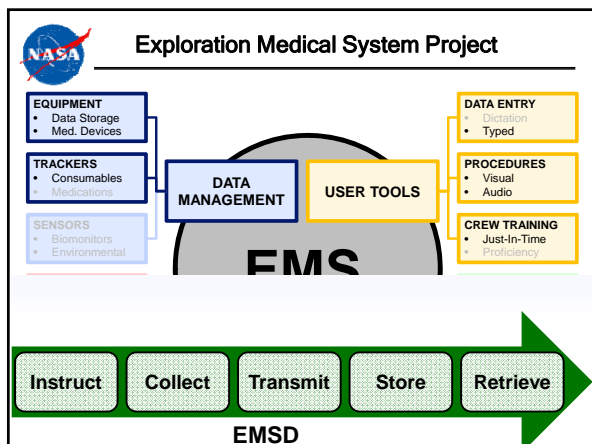 NASA
Exploration Medical System Project
EQUIPMENT
• Data Storage
• Med. Devices
TRACKERS
• Consumables
• Medications
SENSORS
• Biomonitors
• Environmental
DATA
MANAGEMENT
USER TOOLS
DATA ENTRY
• Dictation
• Typed
PROCEDURES
• Visual
• Audio
CREW TRAINING
• Just-In-Time
• Proficiency
EMS
Instruct
Collect
Transmit
Store
Retrieve
EMSD